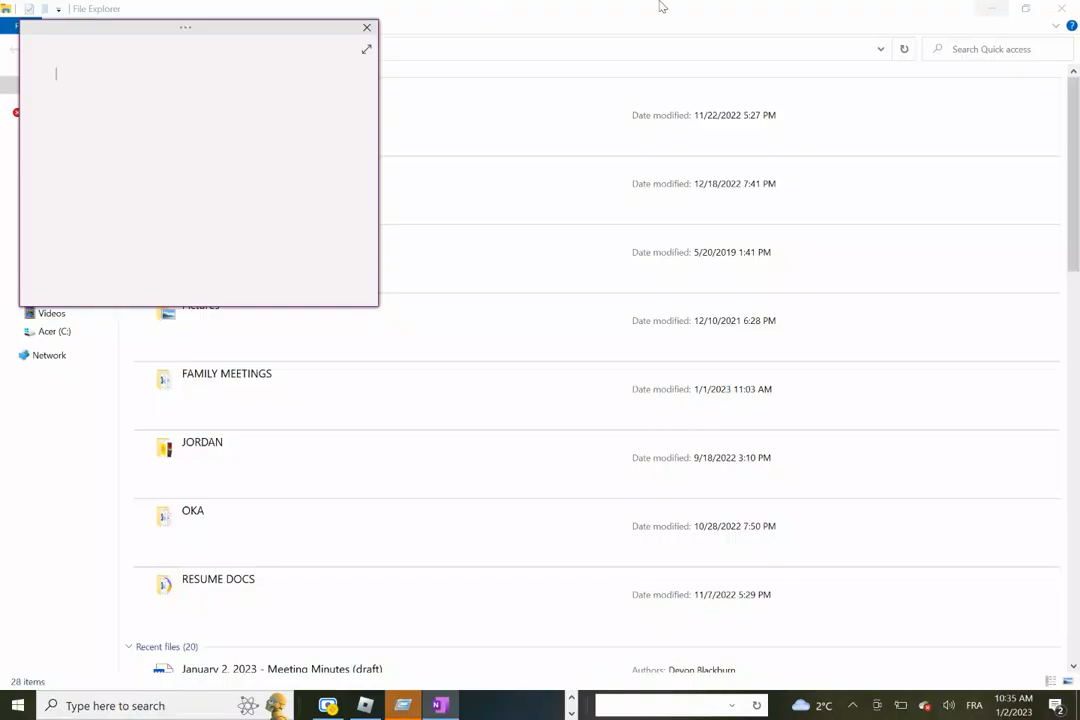 File Explorer
Search Quick access
Date modified: 11/22/2022 5:27 PM
Date modified: 12/18/2022 7:41 PM
Date modified: 5/20/2019 1:41 PM
Videos
Pictures
Date modified: 12/10/2021 6:28 PM
Acer (C:)
Network
FAMILY MEETINGS
Date modified: 1/1/2023 11:03 AM
JORDAN
Date modified: 9/18/2022 3:10 PM
OKA
Date modified: 10/28/2022 7:50 PM
RESUME DOCS
Date modified: 11/7/2022 5:29 PM
Recent files (20)
January 2, 2023 - Meeting Minutes (draft)
Authors: Devon Blackburn
28 items
Type here to search
2°C
FRA
10:35 AM
1/2/2023
2